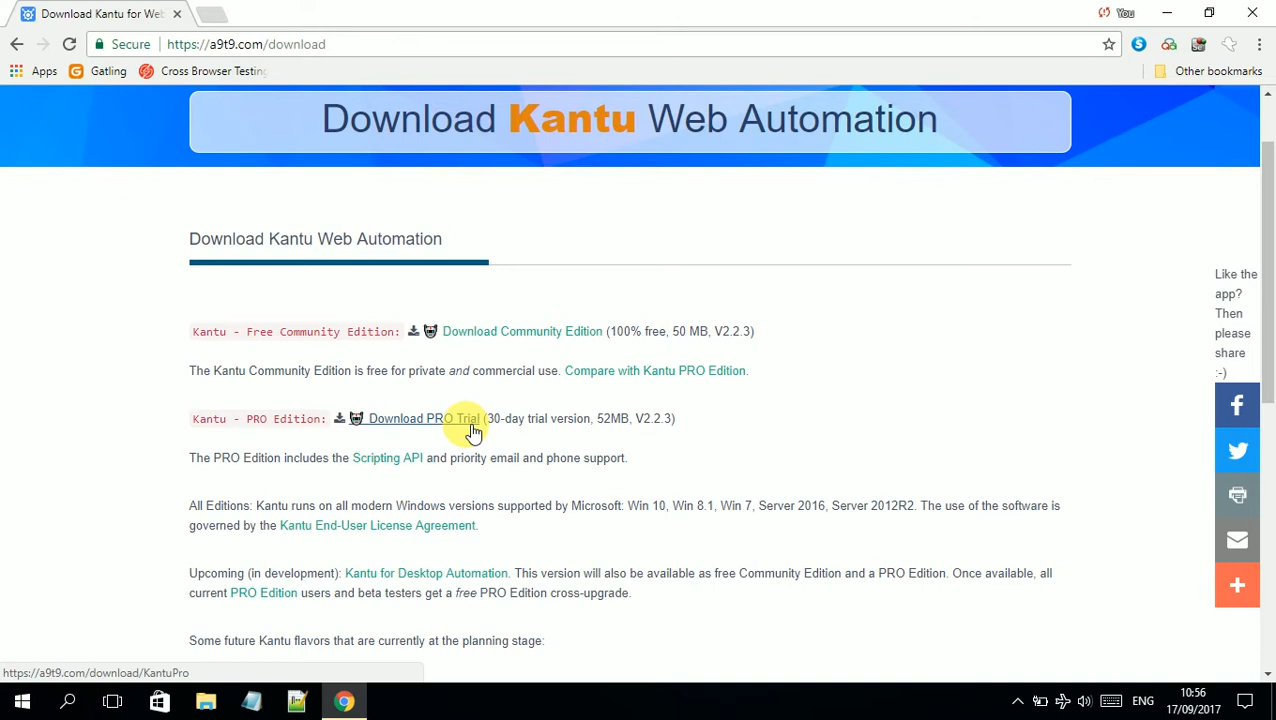 Download Kantu for Web
You
Secure
https://a9t9.com/download
Apps
Gatling
Cross Browser Testing
Other bookmarks
Download Kantu Web Automation
Download Kantu Web Automation
Kantu - Free Community Edition: Download Community Edition (100% free, 50 MB, V2.2.3)
The Kantu Community Edition is free for private and commercial use. Compare with Kantu PRO Edition.
Kantu - PRO Edition: Download PRO Trial (30-day trial version, 52MB, V2.2.3)
The PRO Edition includes the Scripting API and priority email and phone support.
All Editions: Kantu runs on all modern Windows versions supported by Microsoft: Win 10, Win 8.1, Win 7, Server 2016, Server 2012R2. The use of the software is
governed by the Kantu End-User License Agreement.
Upcoming (in development): Kantu for Desktop Automation. This version will also be available as free Community Edition and a PRO Edition. Once available, all
current PRO Edition users and beta testers get a free PRO Edition cross-upgrade.
Some future Kantu flavors that are currently at the planning stage:
Like the
app?
Then
please
share
:-)
https://a9t9.com/download/KantuPro
ENG
10:56
17/09/2017